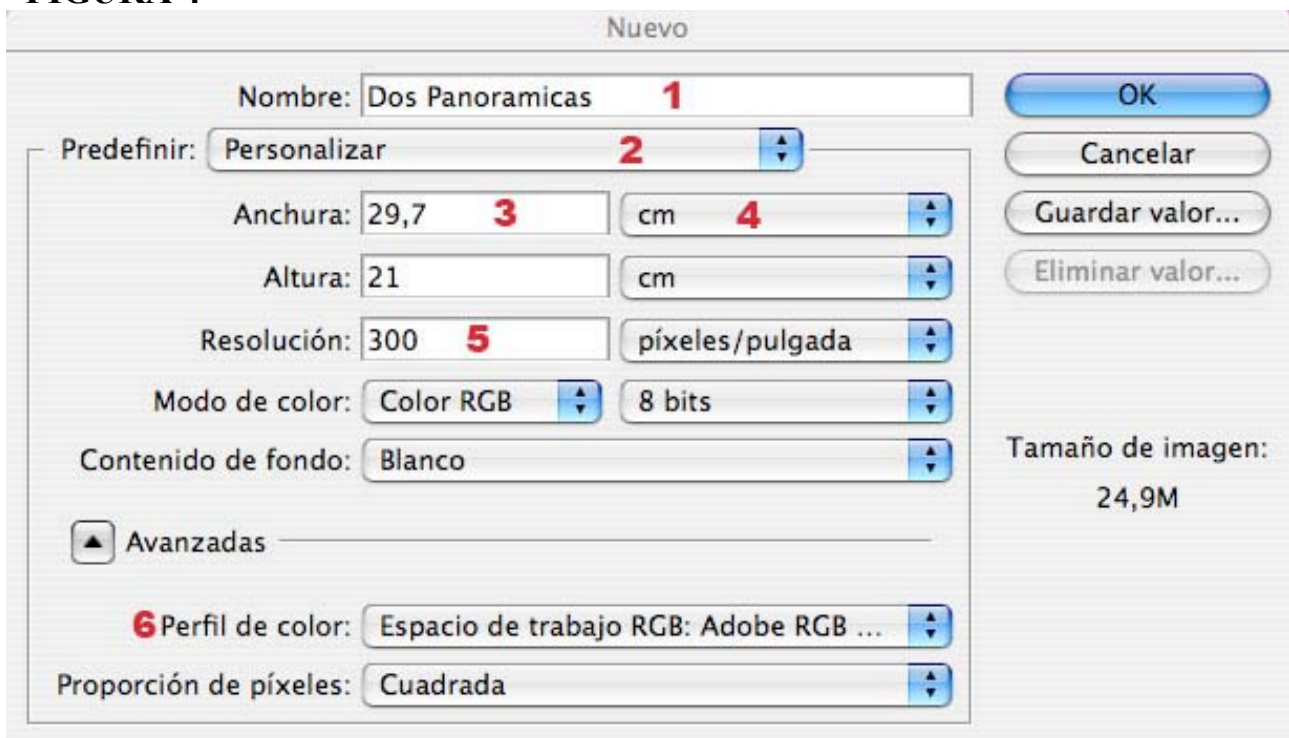 FIGURA 4
Nuevo
Nombre: Dos Panoramicas 1
OK
Predefinir: Personalizar 2
Cancelar
Anchura: 29,7 3 cm 4
Guardar valor...
Altura: 21 cm
Eliminar valor...
Resolución: 300 5 píxeles/pulgada
Modo de color: Color RGB 8 bits
Contenido de fondo: Blanco
Tamaño de imagen:
24,9M
Avanzadas
6 Perfil de color: Espacio de trabajo RGB: Adobe RGB ...
Proporción de píxeles: Cuadrada